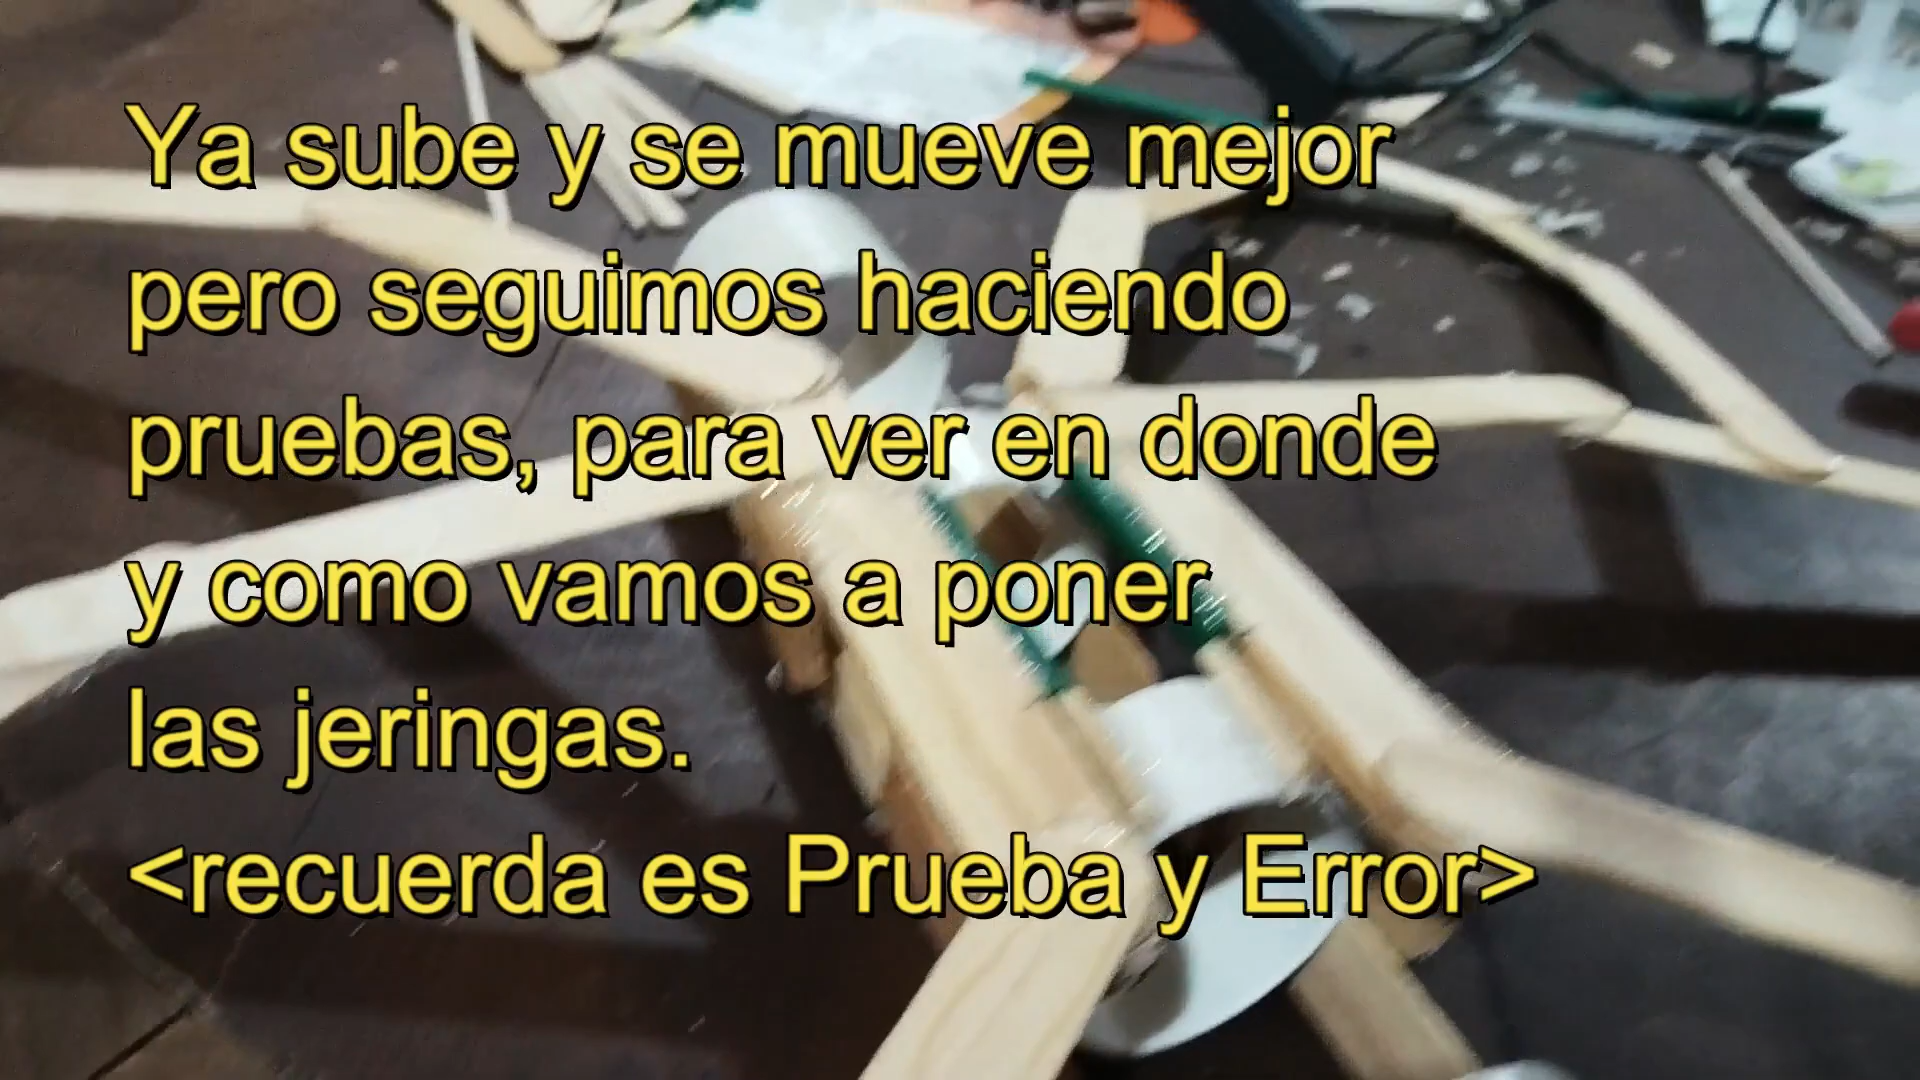 Ya sube y se mueve mejor
pero seguimos haciendo
pruebas, para ver en donde
y como vamos a poner
las jeringas.
<recuerda es Prueba y Error>